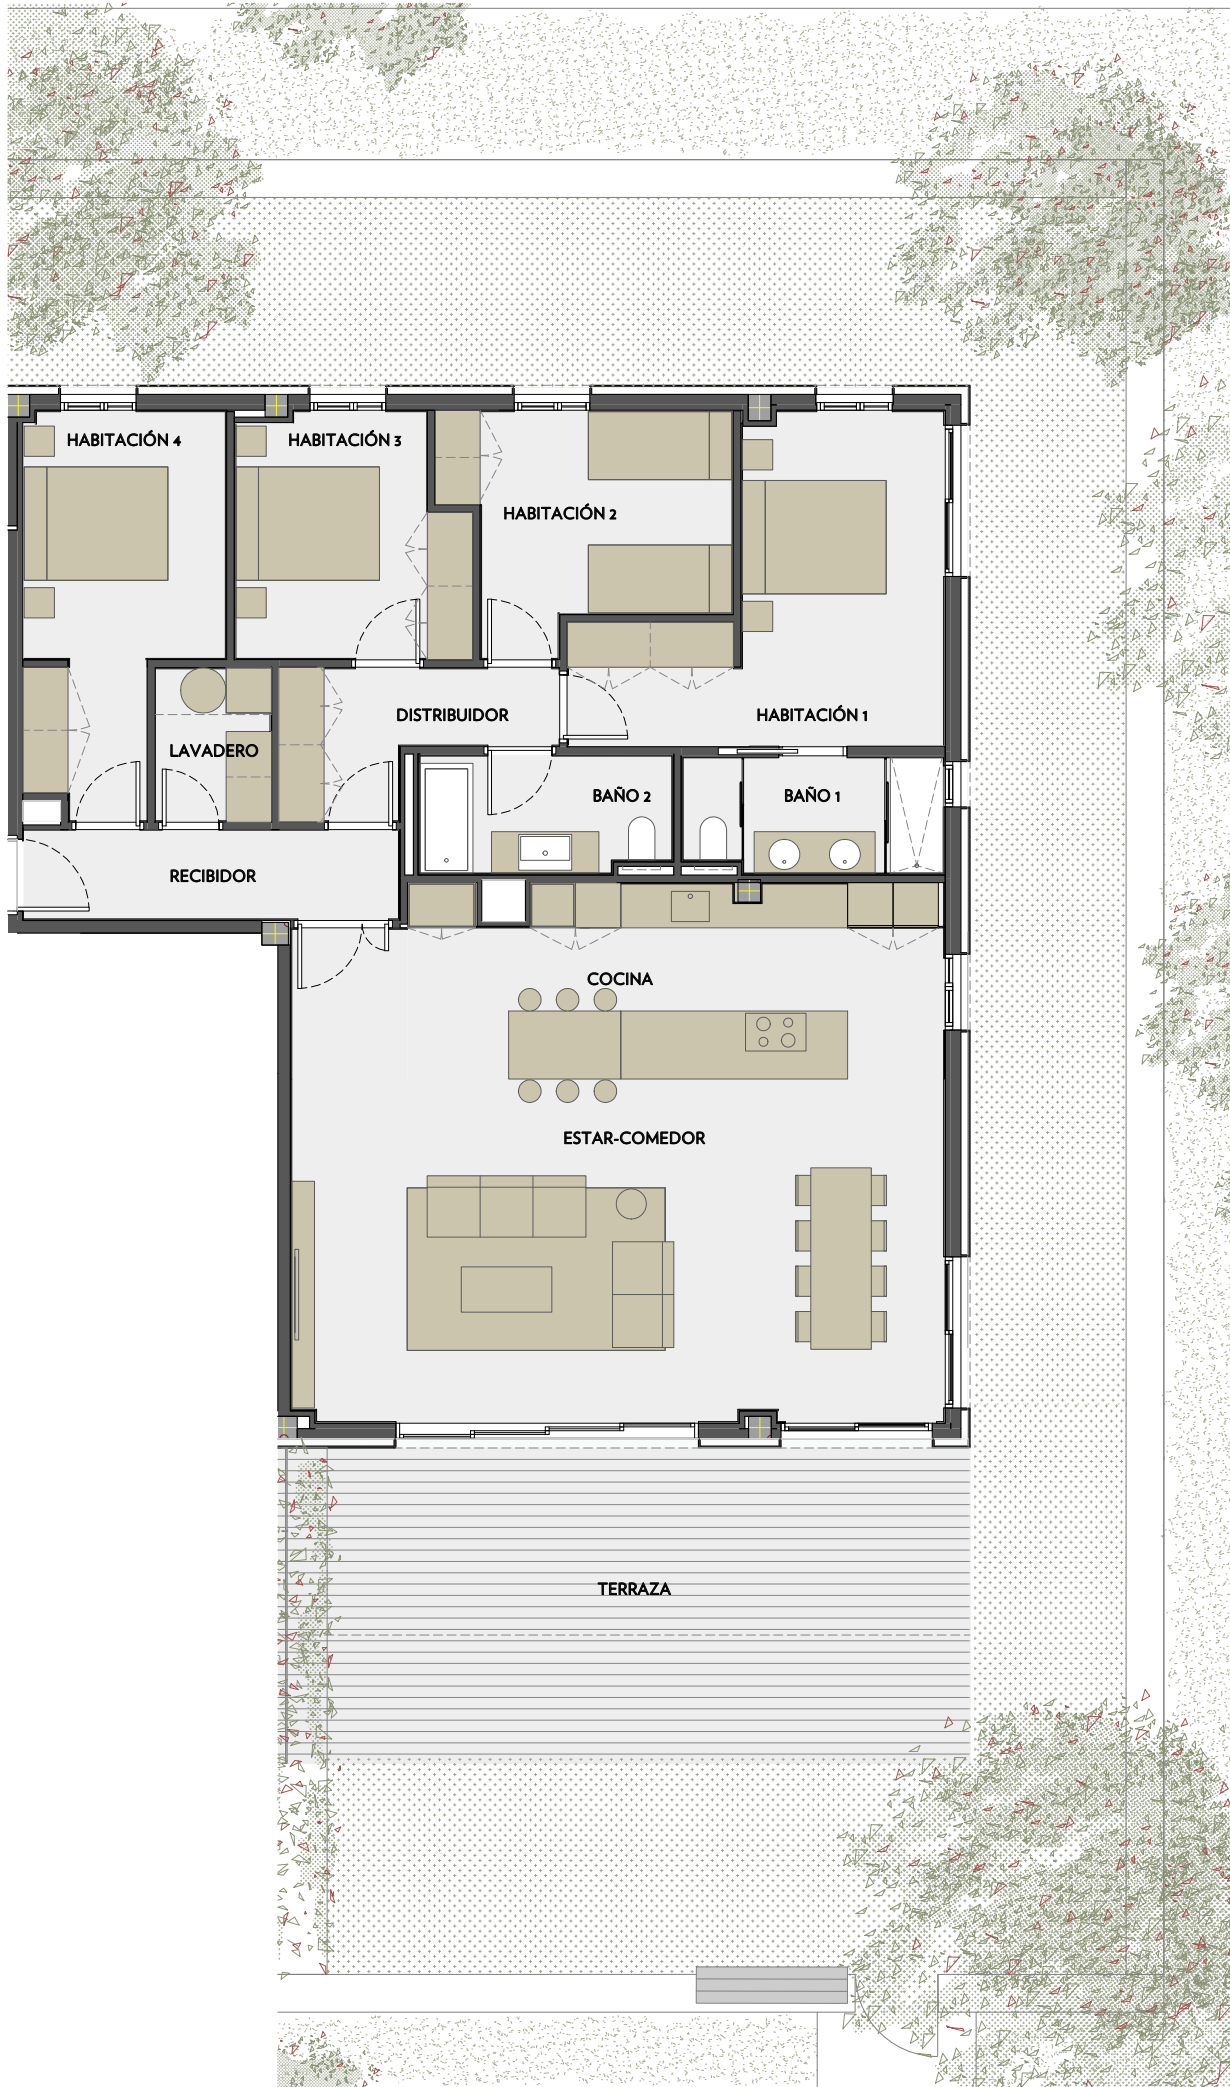 HABITACIÓN 4
HABITACIÓN 3
HABITACIÓN 2
DISTRIBUIDOR
HABITACIÓN 1
LAVADERO
BAÑO 2
BAÑO 1
RECIBIDOR
COCINA
ESTAR-COMEDOR
TERRAZA